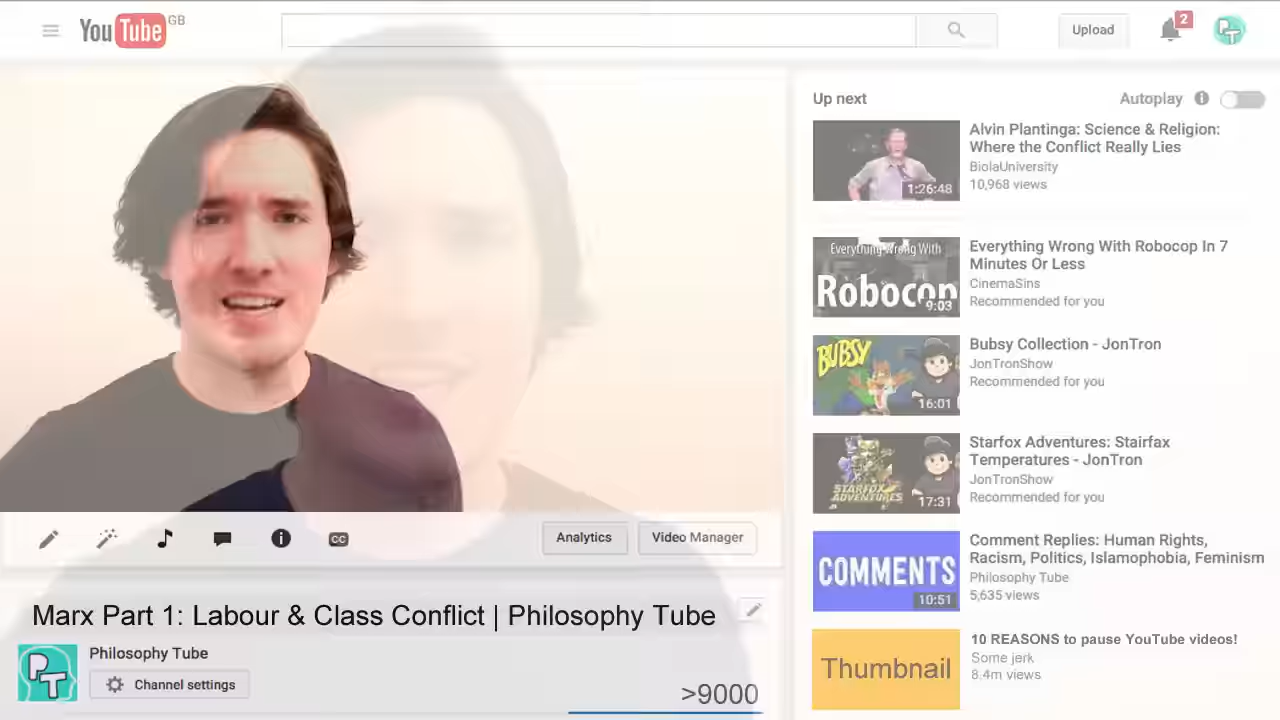 YouTube GB
Upload
2
PT
Up next
Autoplay
1:26:48
Alvin Plantinga: Science & Religion:
Where the Conflict Really Lies
BiolaUniversity
10,968 views
Everything Wrong With
Robocop
9:03
Everything Wrong With Robocop In 7
Minutes Or Less
CinemaSins
Recommended for you
BUBSY
16:01
Bubsy Collection - JonTron
JonTronShow
Recommended for you
STARFOX
ADVENTURES
17:31
Starfox Adventures: Stairfax
Temperatures - JonTron
JonTronShow
Recommended for you
COMMENTS
10:51
Comment Replies: Human Rights,
Racism, Politics, Islamophobia, Feminism
Philosophy Tube
5,635 views
Thumbnail
10 REASONS to pause YouTube videos!
Some jerk
8.4m views
CC
Analytics
Video Manager
Marx Part 1: Labour & Class Conflict | Philosophy Tube
PT
Philosophy Tube
Channel settings
>9000